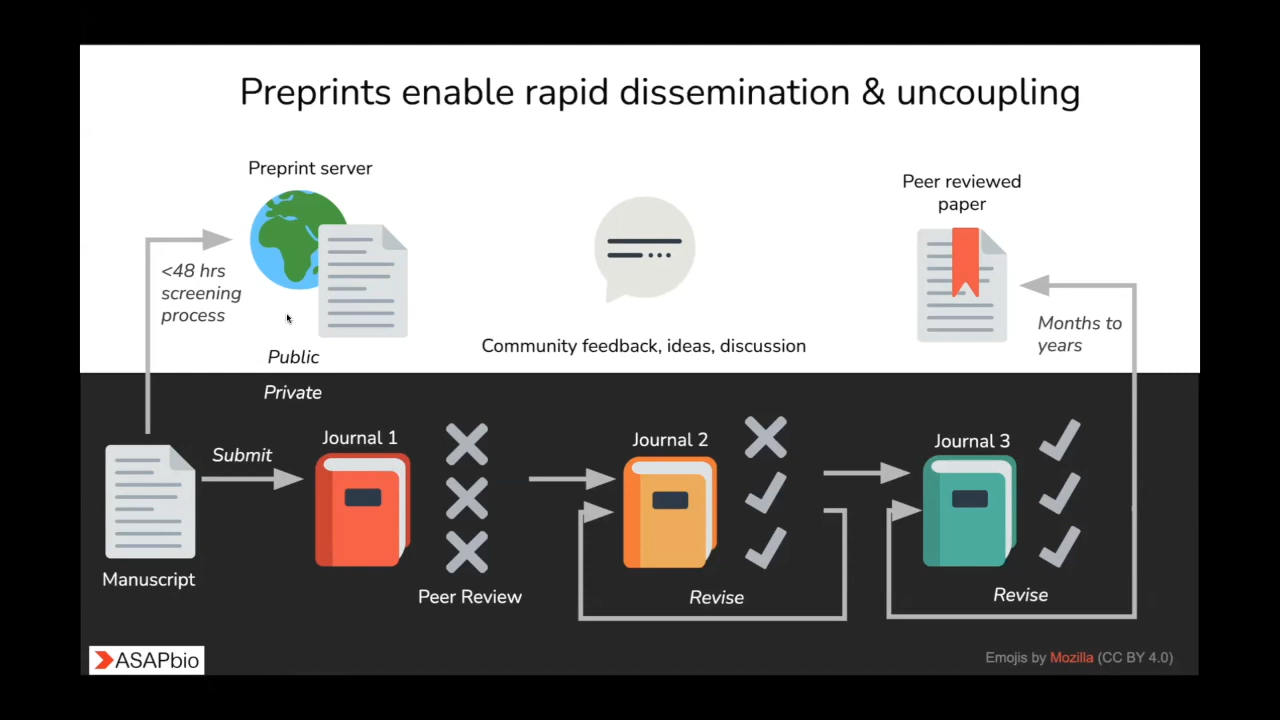 Preprints enable rapid dissemination & uncoupling
Preprint server
Peer reviewed
paper
<48 hrs
screening
process
Months to
years
Community feedback, ideas, discussion
Public
Private
Submit
Journal 1
Journal 2
Journal 3
Manuscript
Peer Review
Revise
Revise
ASAPbio
Emojis by Mozilla (CC BY 4.0)